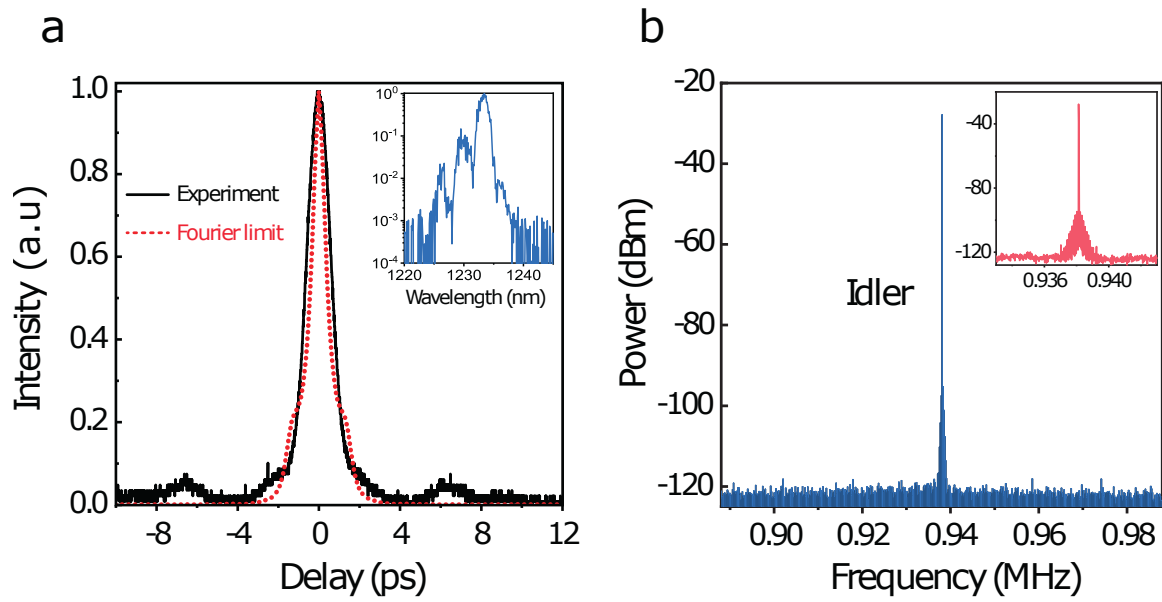 a
Intensity (a.u)
1.0
0.8
0.6
0.4
0.2
0.0
Experiment
Fourier limit
10^0
10^-1
10^-2
10^-3
10^-4
1220 1230 1240
Wavelength (nm)
-8 -4 0 4 8 12
Delay (ps)
b
Power (dBm)
-20
-40
-60
-80
-100
-120
Idler
-40
-80
-120
0.936 0.940
0.90 0.92 0.94 0.96 0.98
Frequency (MHz)